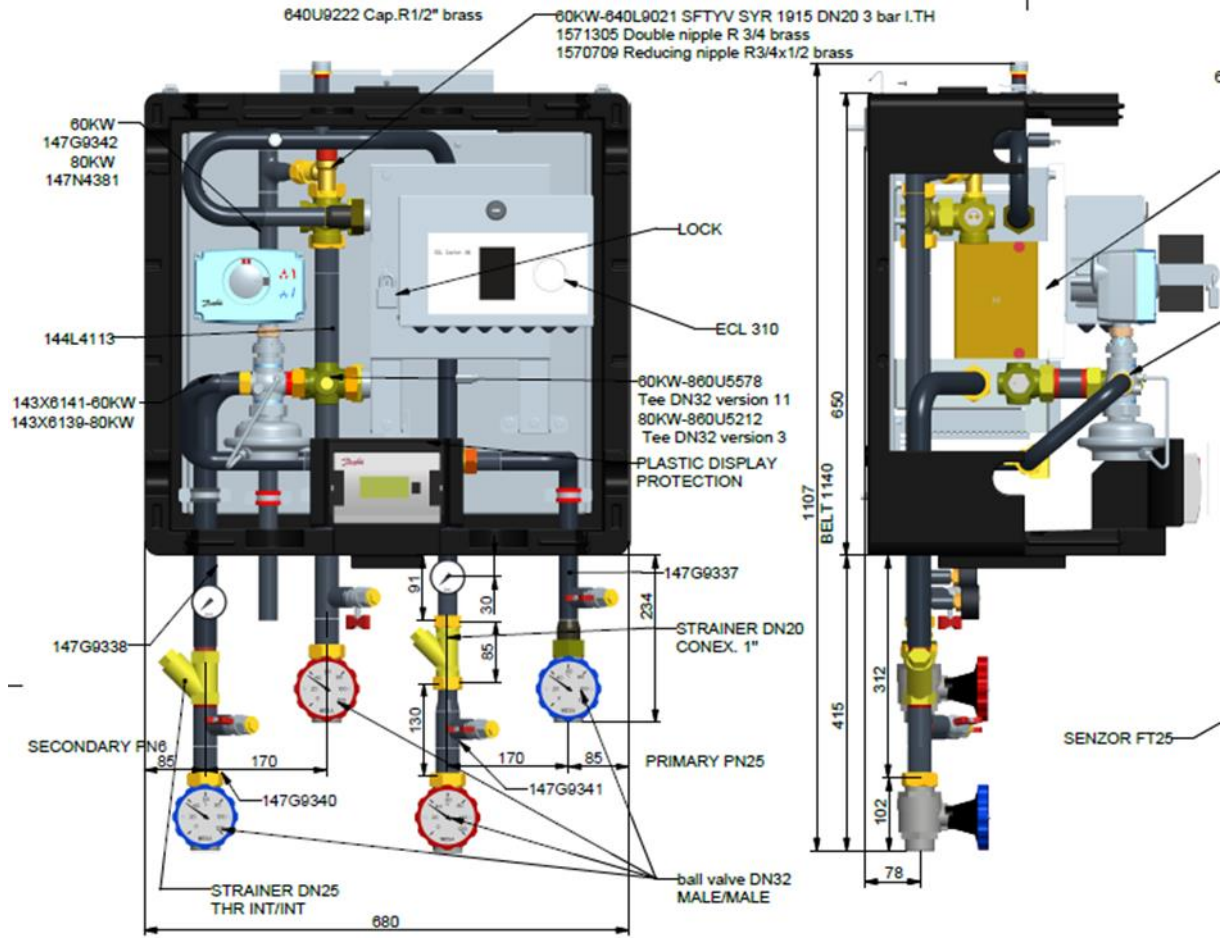 640U9222 Cap.R1/2" brass
60KW-640L9021 SFTYV SYR 1915 DN20 3 bar I.TH
1571305 Double nipple R 3/4 brass
1570709 Reducing nipple R3/4x1/2 brass
6
60KW
147G9342
80KW
147N4381
LOCK
Danfoss
ECL 310
144L4113
143X6141-60KW
143X6139-80KW
60KW-860U5578
Tee DN32 version 11
80KW-860U5212
Tee DN32 version 3
PLASTIC DISPLAY
PROTECTION
Danfoss
650
1107
BELT 1140
91
30
147G9337
234
147G9338
STRAINER DN20
CONEX. 1"
85
130
312
415
SENZOR FT25
SECONDARY PN6
85
170
170
85
PRIMARY PN25
147G9340
147G9341
102
78
STRAINER DN25
THR INT/INT
ball valve DN32
MALE/MALE
680